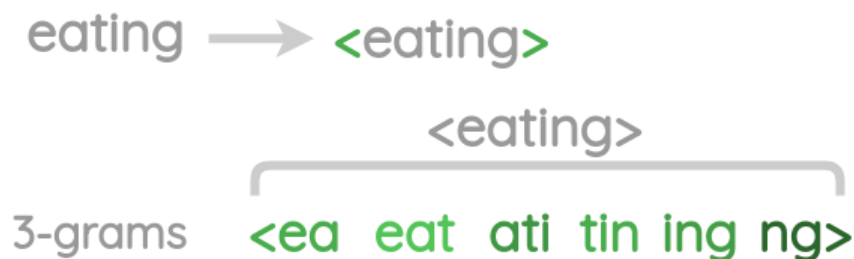 eating <eating>
<eating>
3-grams <ea eat ati tin ing ng>